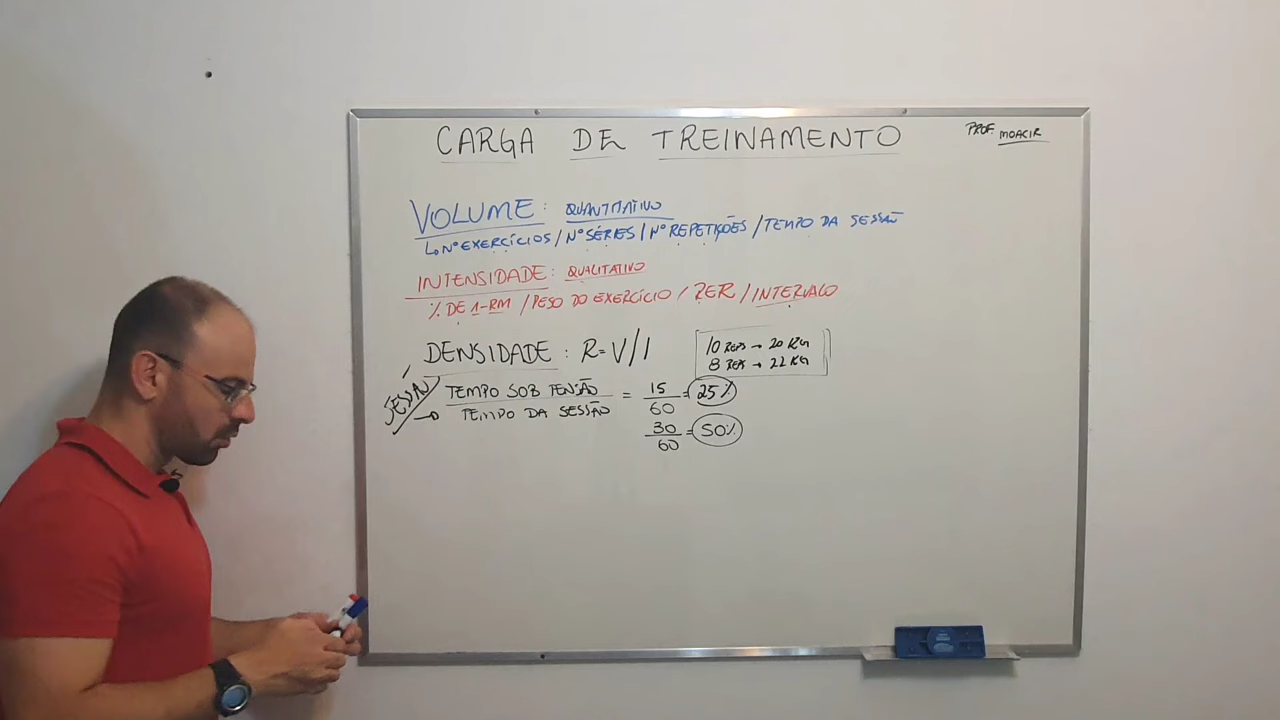 CARGA DE TREINAMENTO
PROF. MOACIR
VOLUME: QUANTITATIVO
Nº EXERCÍCIOS / Nº SÉRIES / Nº REPETIÇÕES / TEMPO DA SESSÃO
INTENSIDADE: QUALITATIVO
% DE 1-RM / PESO DO EXERCÍCIO / PER / INTERVALO
DENSIDADE: R=V/I
10 REPS → 20 KG
8 REPS → 22 KG
SESSÃO
TEMPO SOB TENSÃO
TEMPO DA SESSÃO
= 15/60 = 25%
30/60 = 50%